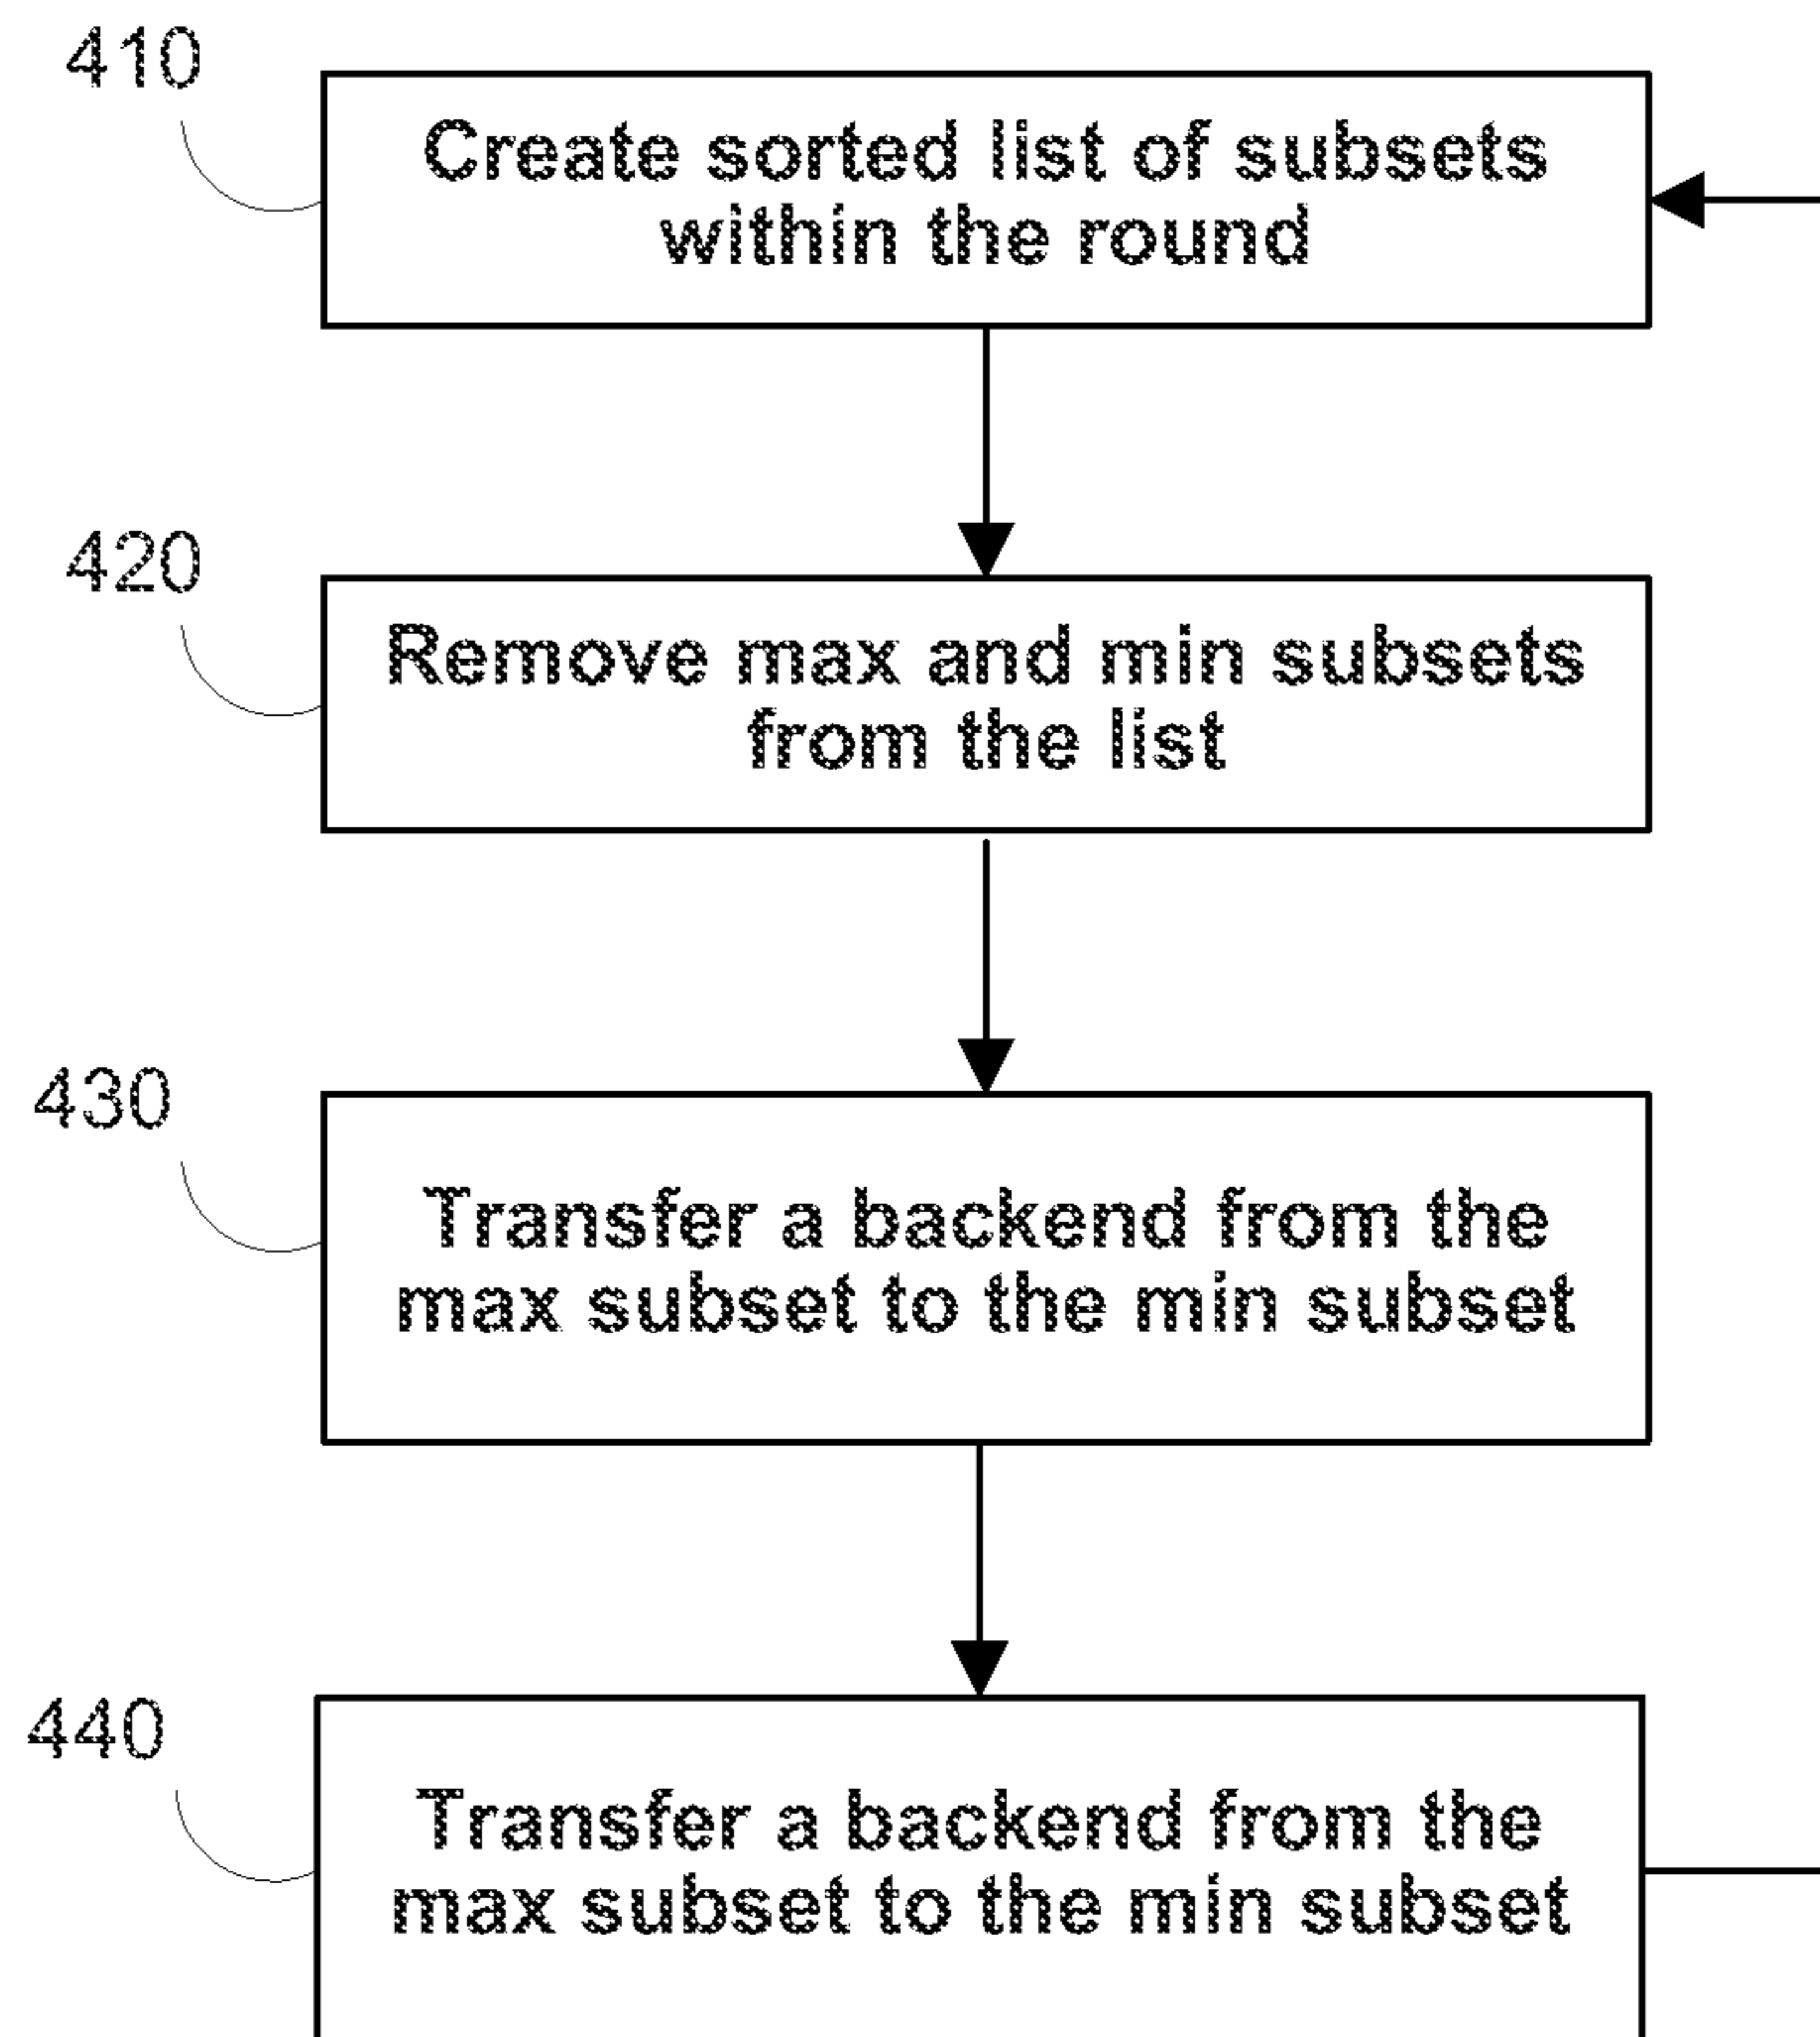 410
Create sorted list of subsets
within the round
420
Remove max and min subsets
from the list
430
Transfer a backend from the
max subset to the min subset
440
Transfer a backend from the
max subset to the min subset